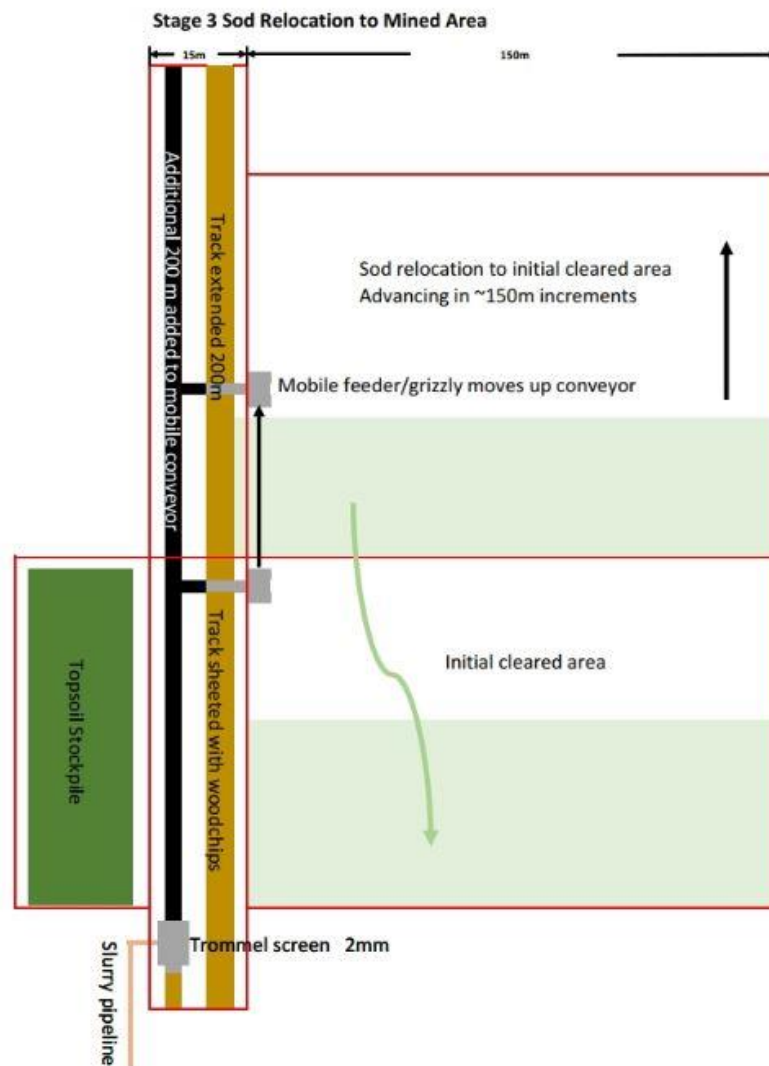 Stage 3 Sod Relocation to Mined Area
15m
150m
Additional 200 m added to mobile conveyor
Track extended 200m
Sod relocation to initial cleared area
Advancing in ~150m increments
Mobile feeder/grizzly moves up conveyor
Topsoil Stockpile
Track sheeted with woodchips
Initial cleared area
Trommel screen 2mm
Slurry pipeline